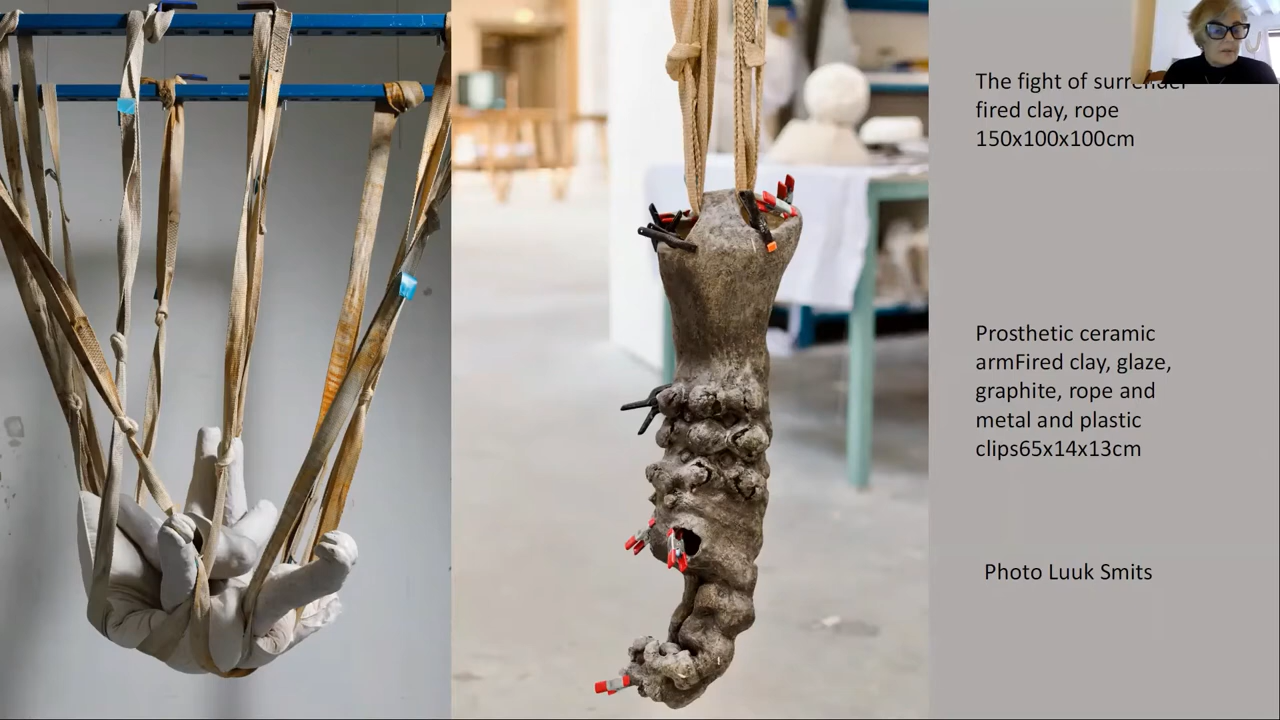 The fight of surrender
fired clay, rope
150x100x100cm
Prosthetic ceramic
armFired clay, glaze,
graphite, rope and
metal and plastic
clips65x14x13cm
Photo Luuk Smits